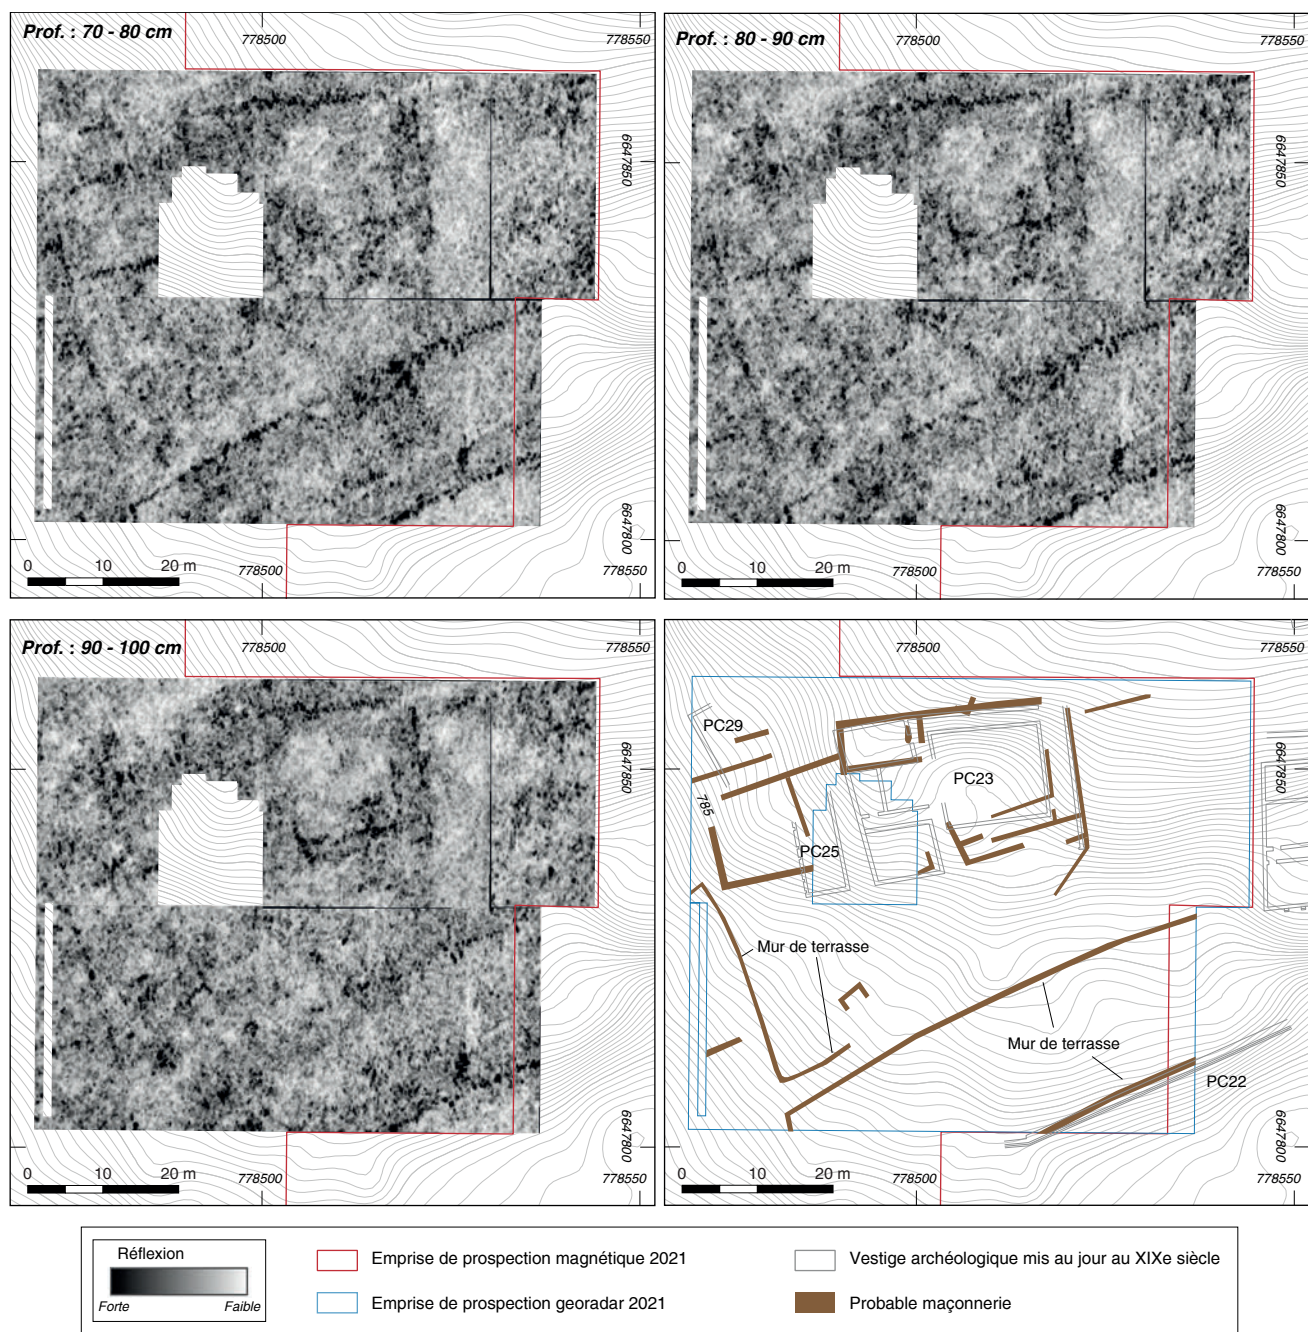 Prof. : 70 - 80 cm
778500
778550
6647850
6647800
0 10 20 m
778500
778550
Prof. : 80 - 90 cm
778500
778550
6647850
6647800
0 10 20 m
778500
778550
Prof. : 90 - 100 cm
778500
778550
6647850
6647800
0 10 20 m
778500
778550
778500
778550
PC29
6647850
PC23
785
PC25
Mur de terrasse
Mur de terrasse
PC22
6647800
0 10 20 m
778500
778550
Réflexion
Forte
Faible
Emprise de prospection magnétique 2021
Emprise de prospection georadar 2021
Vestige archéologique mis au jour au XIXe siècle
Probable maçonnerie